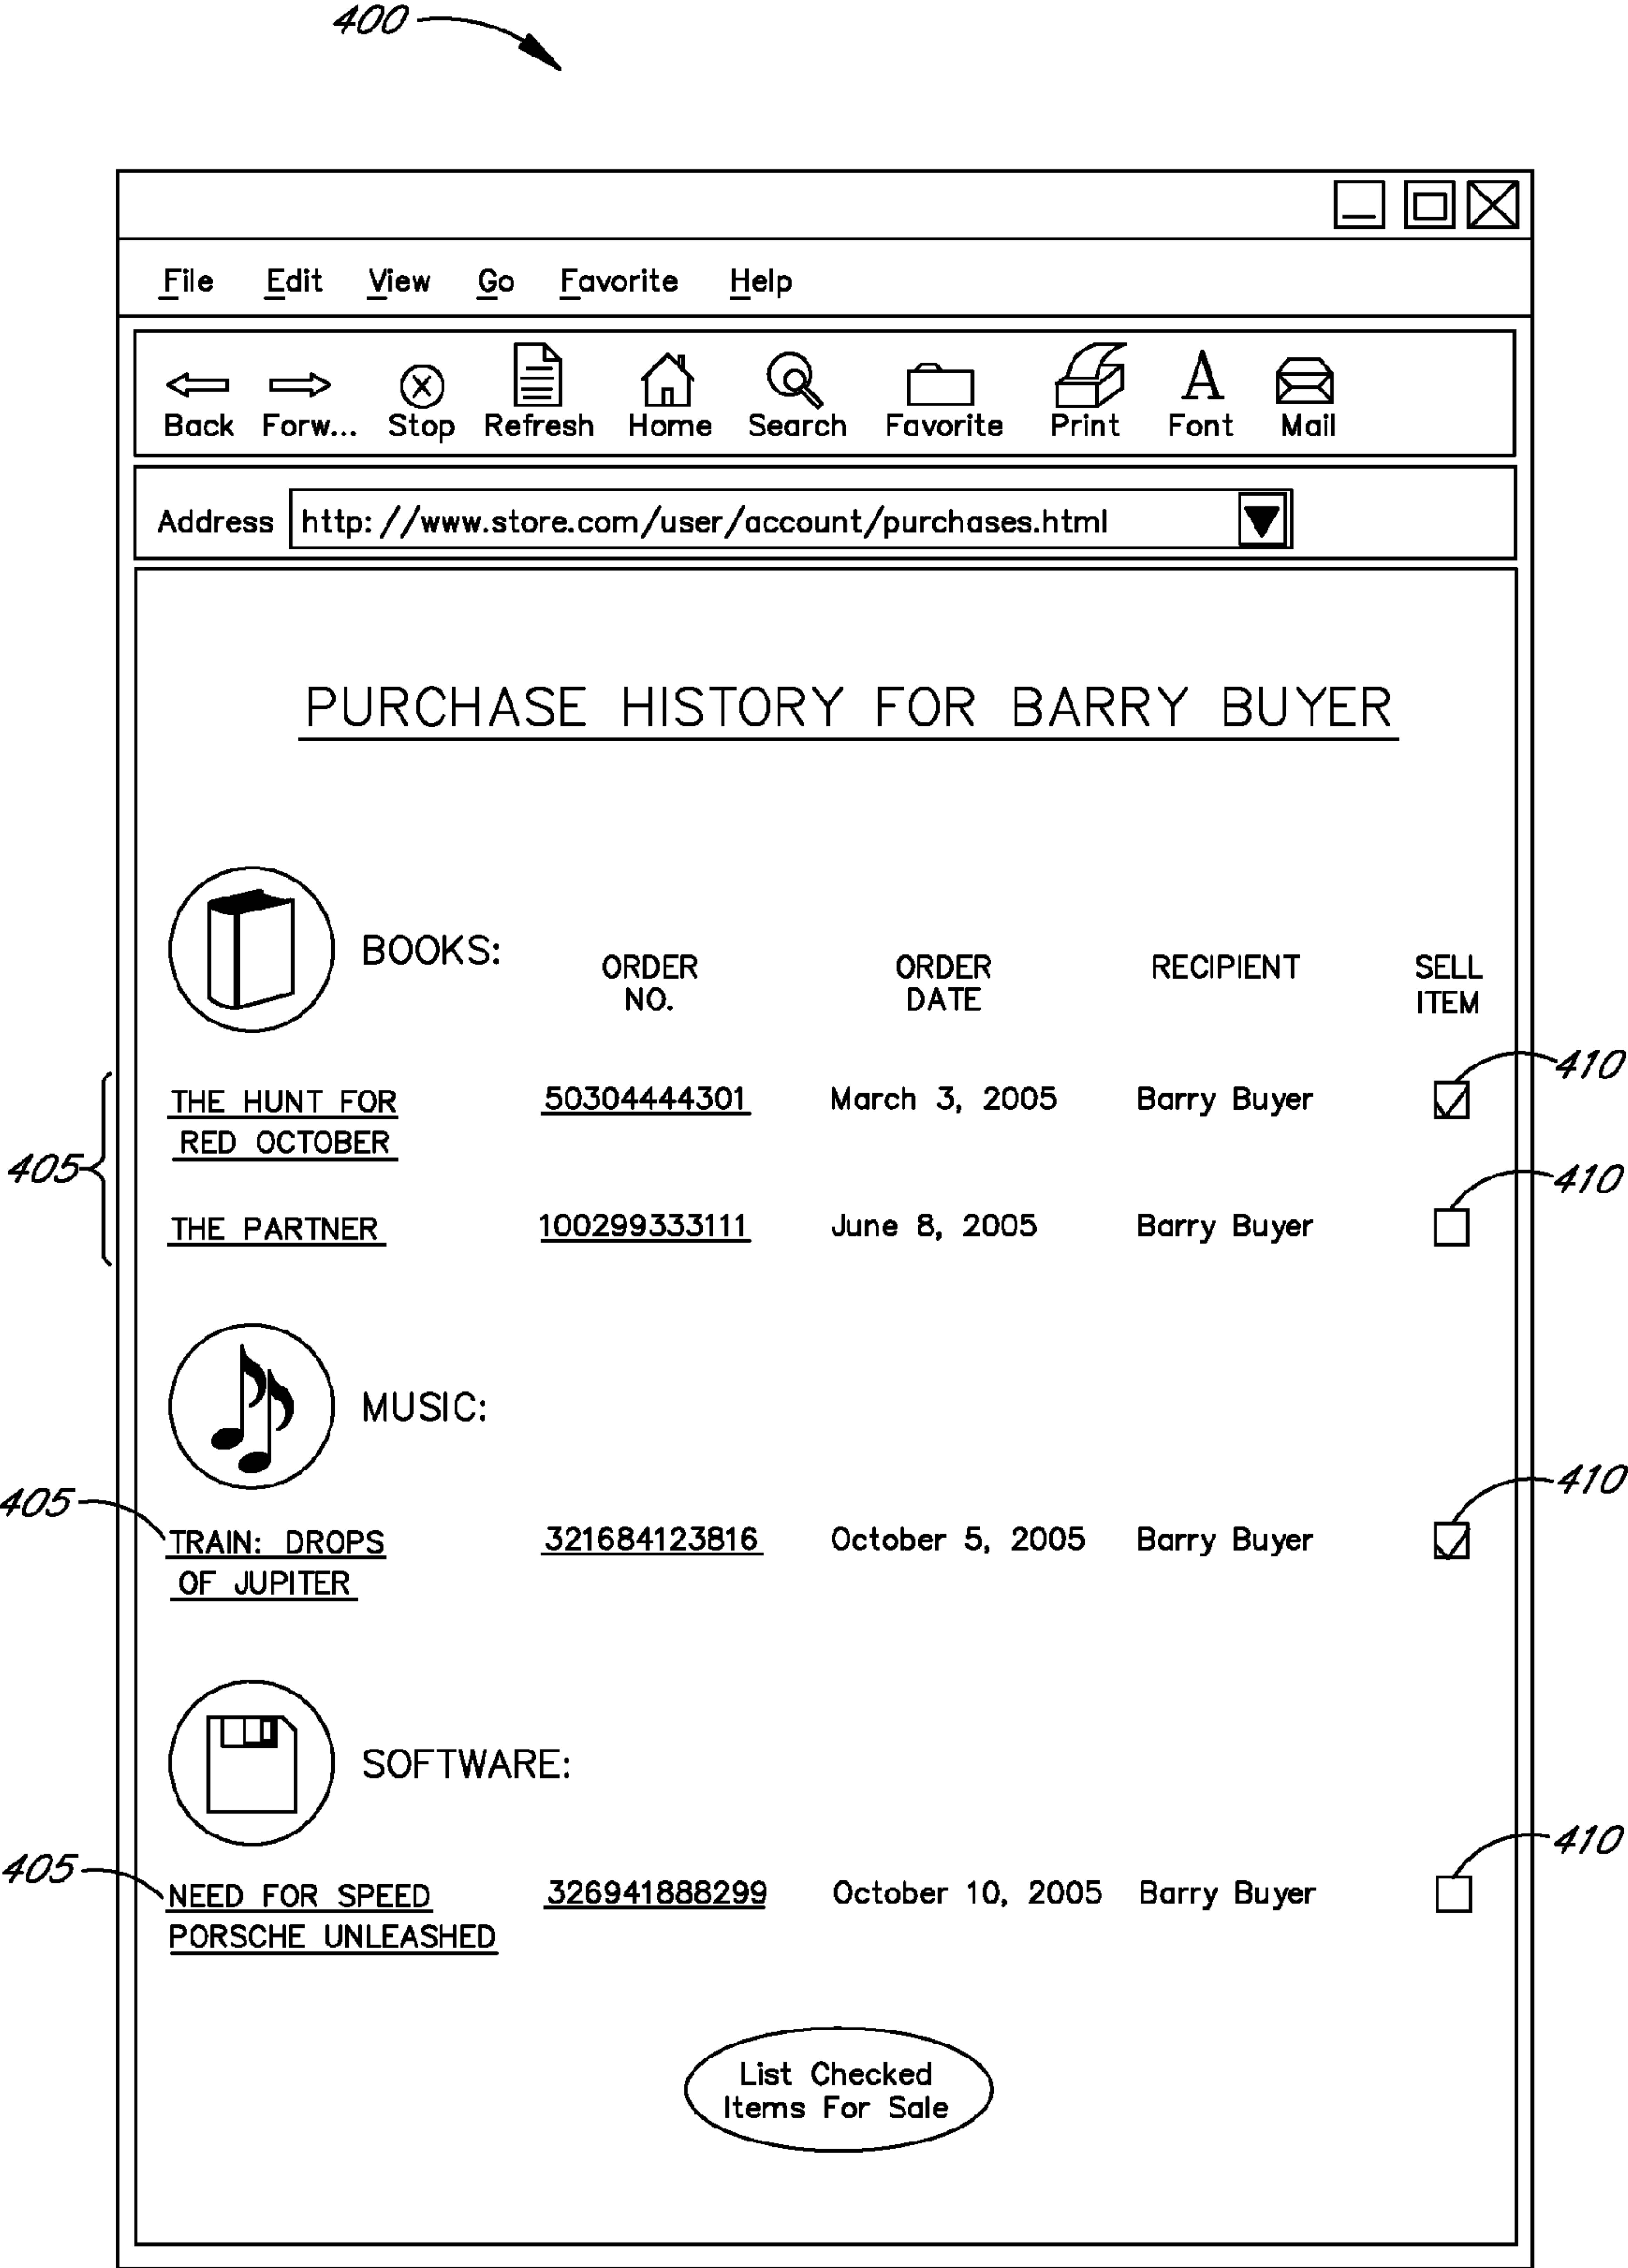 400
File Edit View Go Favorite Help
Back Forw... Stop Refresh Home Search Favorite Print Font Mail
Address http: //www.store.com/user/account/purchases.html
PURCHASE HISTORY FOR BARRY BUYER
BOOKS:
ORDER NO.
ORDER DATE
RECIPIENT
SELL ITEM
410
THE HUNT FOR 50304444301 March 3, 2005 Barry Buyer
RED OCTOBER
405
410
THE PARTNER 100299333111 June 8, 2005 Barry Buyer
MUSIC:
410
405
TRAIN: DROPS 321684123816 October 5, 2005 Barry Buyer
OF JUPITER
SOFTWARE:
410
405
NEED FOR SPEED 326941888299 October 10, 2005 Barry Buyer
PORSCHE UNLEASHED
List Checked
Items For Sale